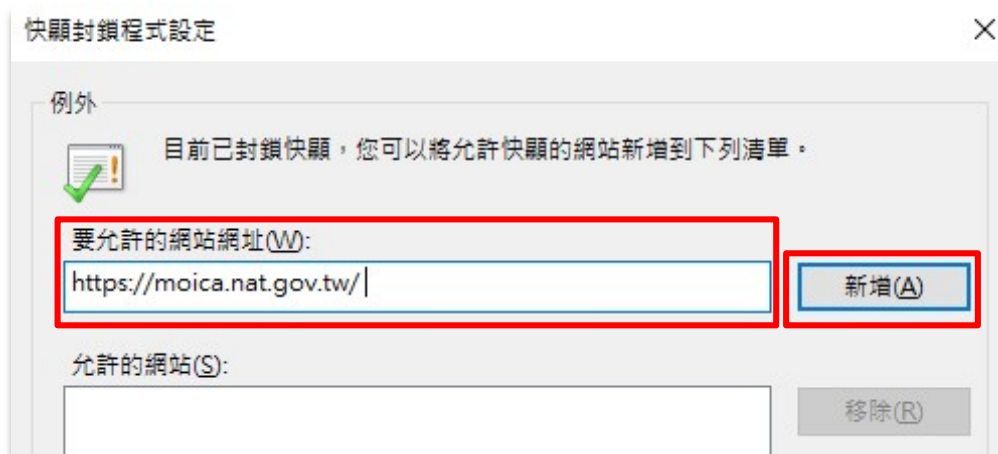 快顯封鎖程式設定
例外
目前已封鎖快顯，您可以將允許快顯的網站新增到下列清單。
要允許的網站網址(W):
https://moica.nat.gov.tw/
新增(A)
允許的網站(S):
移除(R)